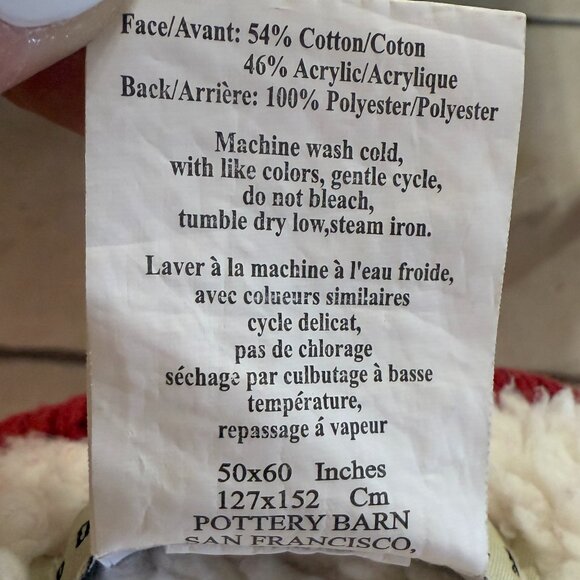 Face/Avant: 54% Cotton/Coton
46% Acrylic/Acrylique
Back/Arrière: 100% Polyester/Polyester
Machine wash cold,
with like colors, gentle cycle,
do not bleach,
tumble dry low,steam iron.
Laver à la machine à l'eau froide,
avec colueurs similaires
cycle delicat,
pas de chlorage
séchage par culbutage à basse
température,
repassage á vapeur
50x60 Inches
127x152 Cm
POTTERY BARN
SAN FRANCISCO,